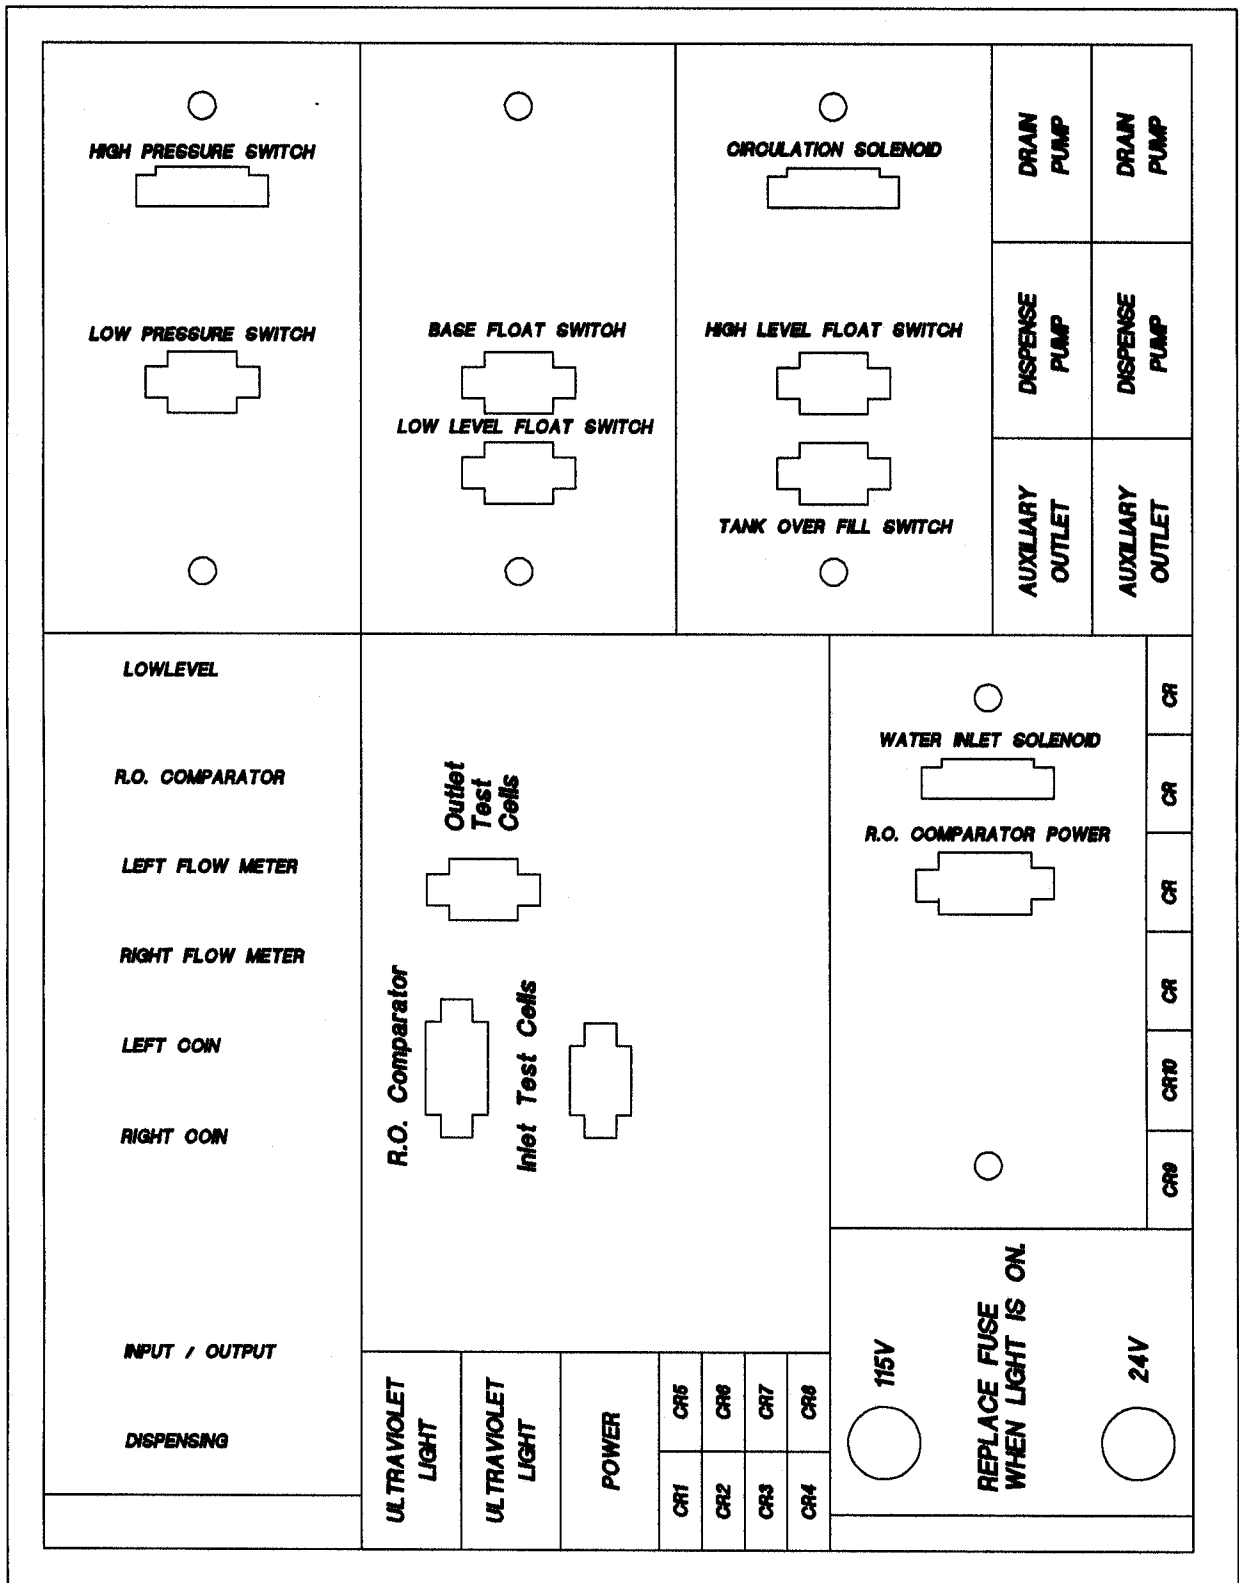 HIGH PRESSURE SWITCH
LOW PRESSURE SWITCH
BASE FLOAT SWITCH
LOW LEVEL FLOAT SWITCH
CIRCULATION SOLENOID
HIGH LEVEL FLOAT SWITCH
TANK OVER FILL SWITCH
DRAIN
PUMP
DRAIN
PUMP
DISPENSE
PUMP
DISPENSE
PUMP
AUXILIARY
OUTLET
AUXILIARY
OUTLET
LOWLEVEL
R.O. COMPARATOR
LEFT FLOW METER
RIGHT FLOW METER
LEFT COIN
RIGHT COIN
INPUT / OUTPUT
DISPENSING
Outlet
Test
Cells
R.O. Comparator
Inlet Test Cells
WATER INLET SOLENOID
R.O. COMPARATOR POWER
CR
CR
CR
CR
CR10
CR9
ULTRAVIOLET
LIGHT
ULTRAVIOLET
LIGHT
POWER
CR5
CR6
CR7
CR8
CR1
CR2
CR3
CR4
115V
REPLACE FUSE
WHEN LIGHT IS ON.
24V